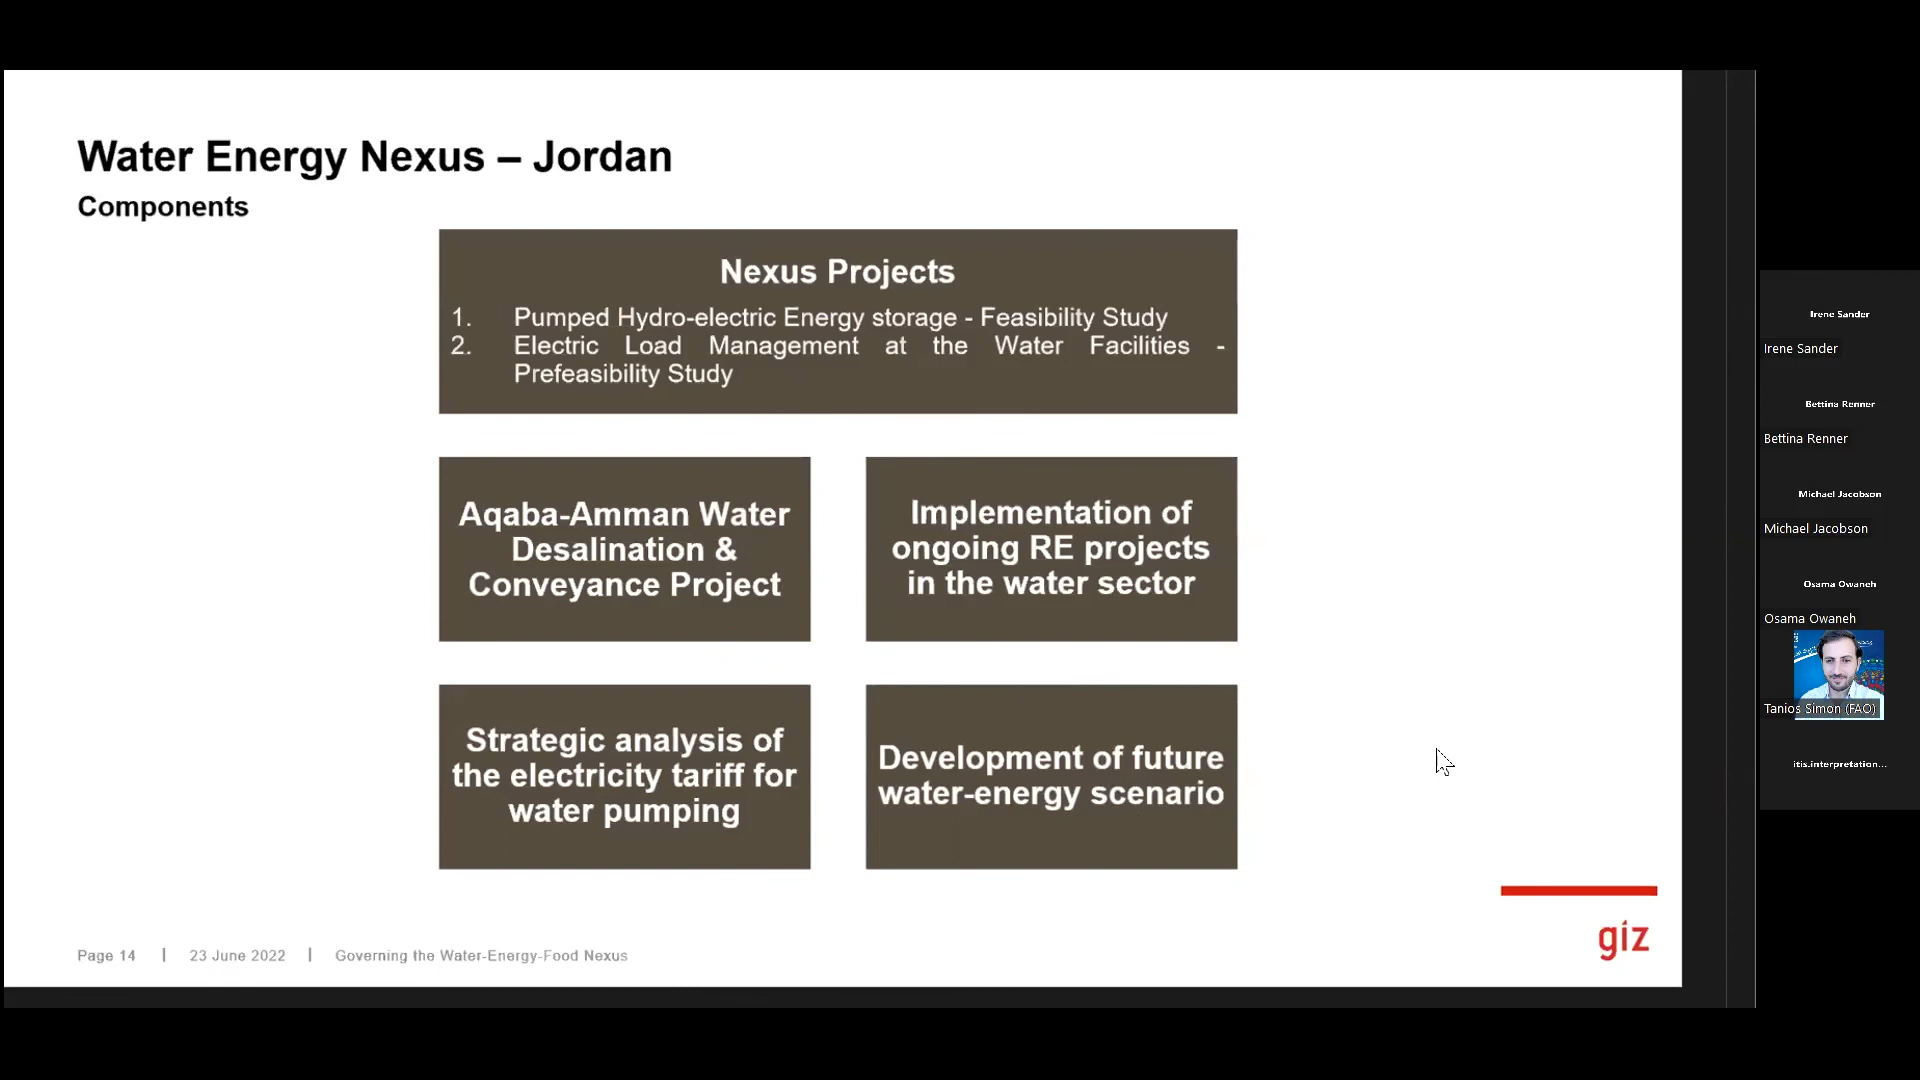 Water Energy Nexus – Jordan
Components
Nexus Projects
1. Pumped Hydro-electric Energy storage - Feasibility Study
2. Electric Load Management at the Water Facilities -
Prefeasibility Study
Aqaba-Amman Water
Desalination &
Conveyance Project
Implementation of
ongoing RE projects
in the water sector
Strategic analysis of
the electricity tariff for
water pumping
Development of future
water-energy scenario
Page 14 | 23 June 2022 | Governing the Water-Energy-Food Nexus
giz
Irene Sander
Irene Sander
Bettina Renner
Bettina Renner
Michael Jacobson
Michael Jacobson
Osama Owaneh
Osama Owaneh
Tanios Simon (FAO)
itis.interpretation...